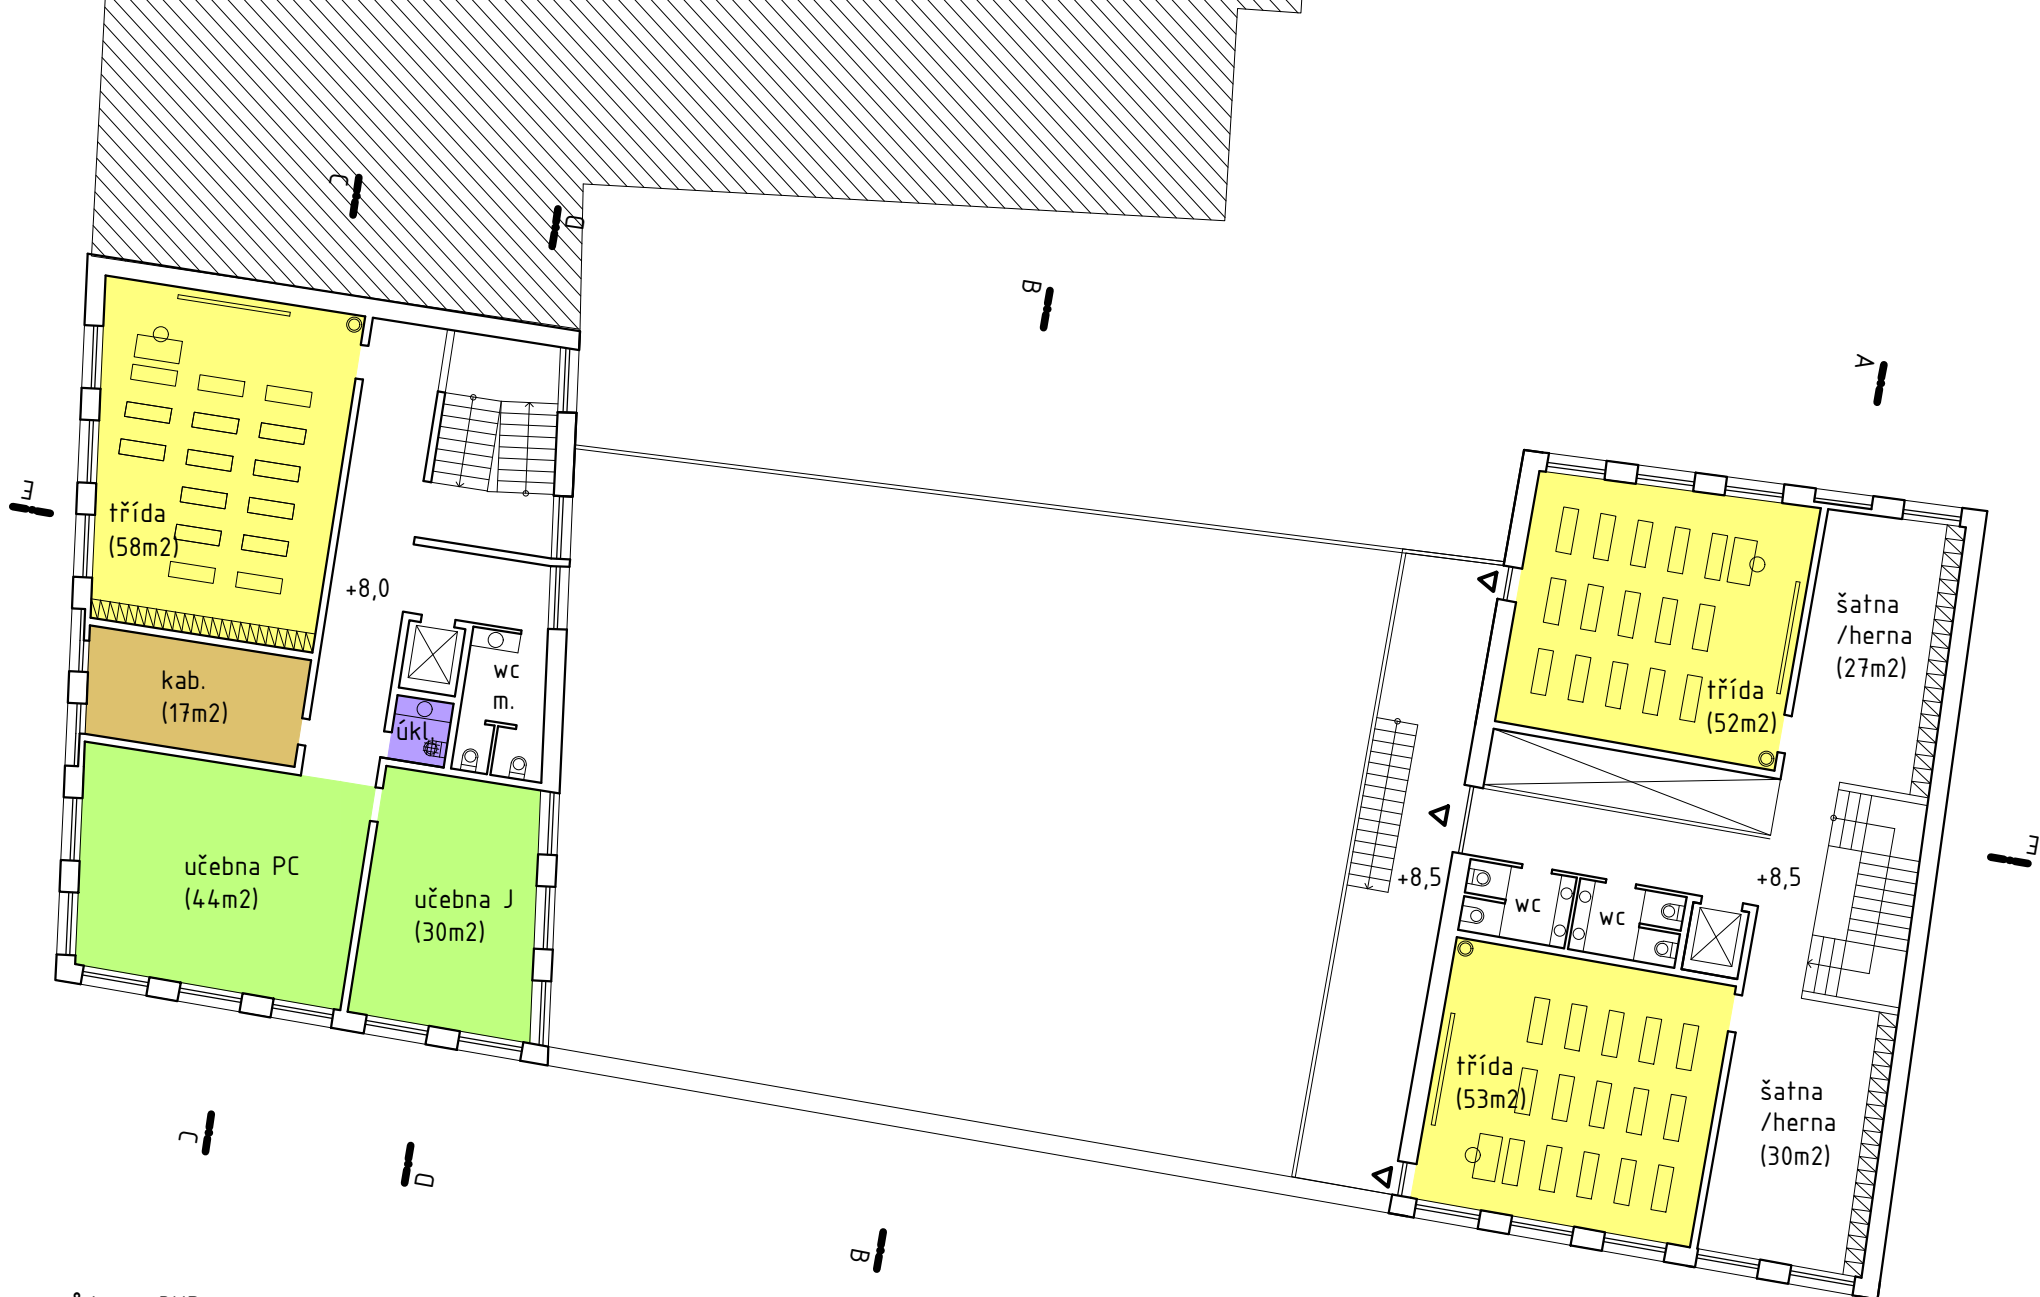 C
D
B
A
E
třída
(58m2)
+8,0
kab.
(17m2)
wc
m.
úkl.
učebna PC
(44m2)
učebna J
(30m2)
třída
(52m2)
šatna
/herna
(27m2)
+8,5
+8,5
wc
wc
E
třída
(53m2)
šatna
/herna
(30m2)
C
D
B